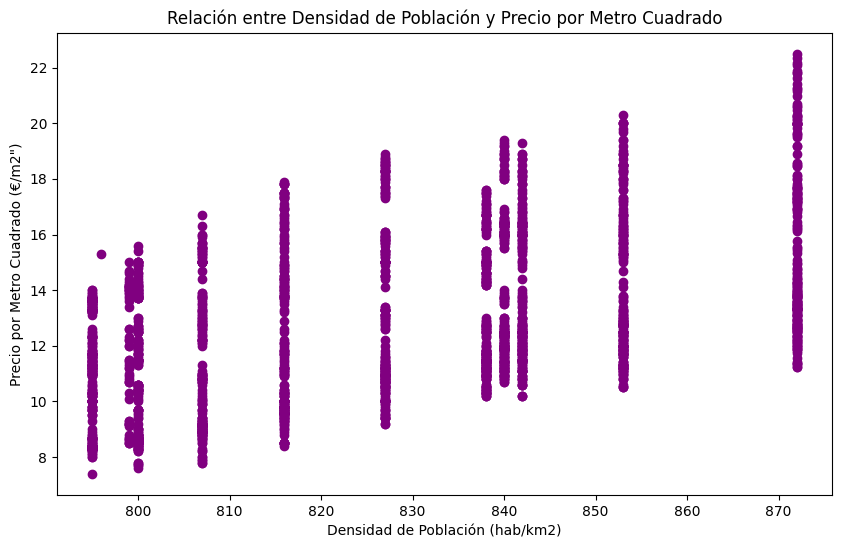 Relación entre Densidad de Población y Precio por Metro Cuadrado
Precio por Metro Cuadrado (€/m2")
22
20
18
16
14
12
10
8
800 810 820 830 840 850 860 870
Densidad de Población (hab/km2)